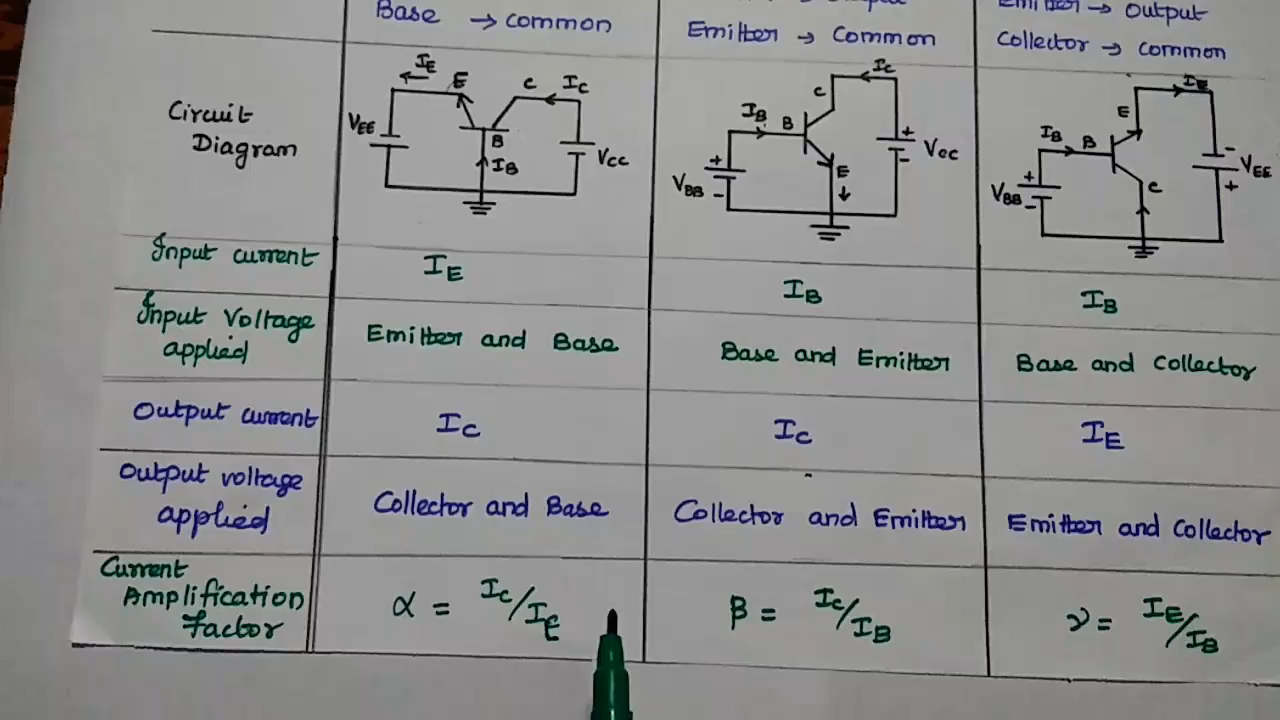 Base → common
Emitter → Common
Emitter → Output
Collector → common
Circuit
Diagram
IE
E
C
IC
VEE
B
IB
VCC
IC
C
IB
B
E
VBB
+
-
+
-
VCC
IE
E
IB
B
C
VBB
+
-
-
+
VEE
Input current
IE
IB
IB
Input Voltage
applied
Emitter and Base
Base and Emitter
Base and Collector
Output current
IC
IC
IE
Output voltage
applied
Collector and Base
Collector and Emitter
Emitter and Collector
Current
Amplification
factor
α = IC/IE
β = IC/IB
γ = IE/IB